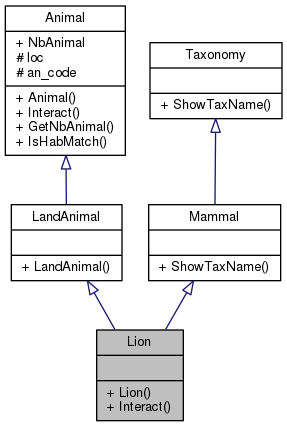 Animal
+ NbAnimal
# loc
# an_code
+ Animal()
+ Interact()
+ GetNbAnimal()
+ IsHabMatch()
Taxonomy
+ ShowTaxName()
LandAnimal
+ LandAnimal()
Mammal
+ ShowTaxName()
Lion
+ Lion()
+ Interact()